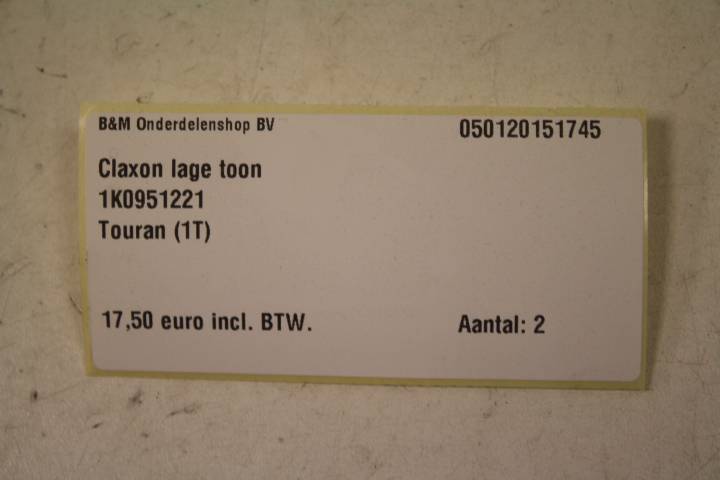 B&M Onderdelenshop BV 050120151745
Claxon lage toon
1K0951221
Touran (1T)
17,50 euro incl. BTW. Aantal: 2